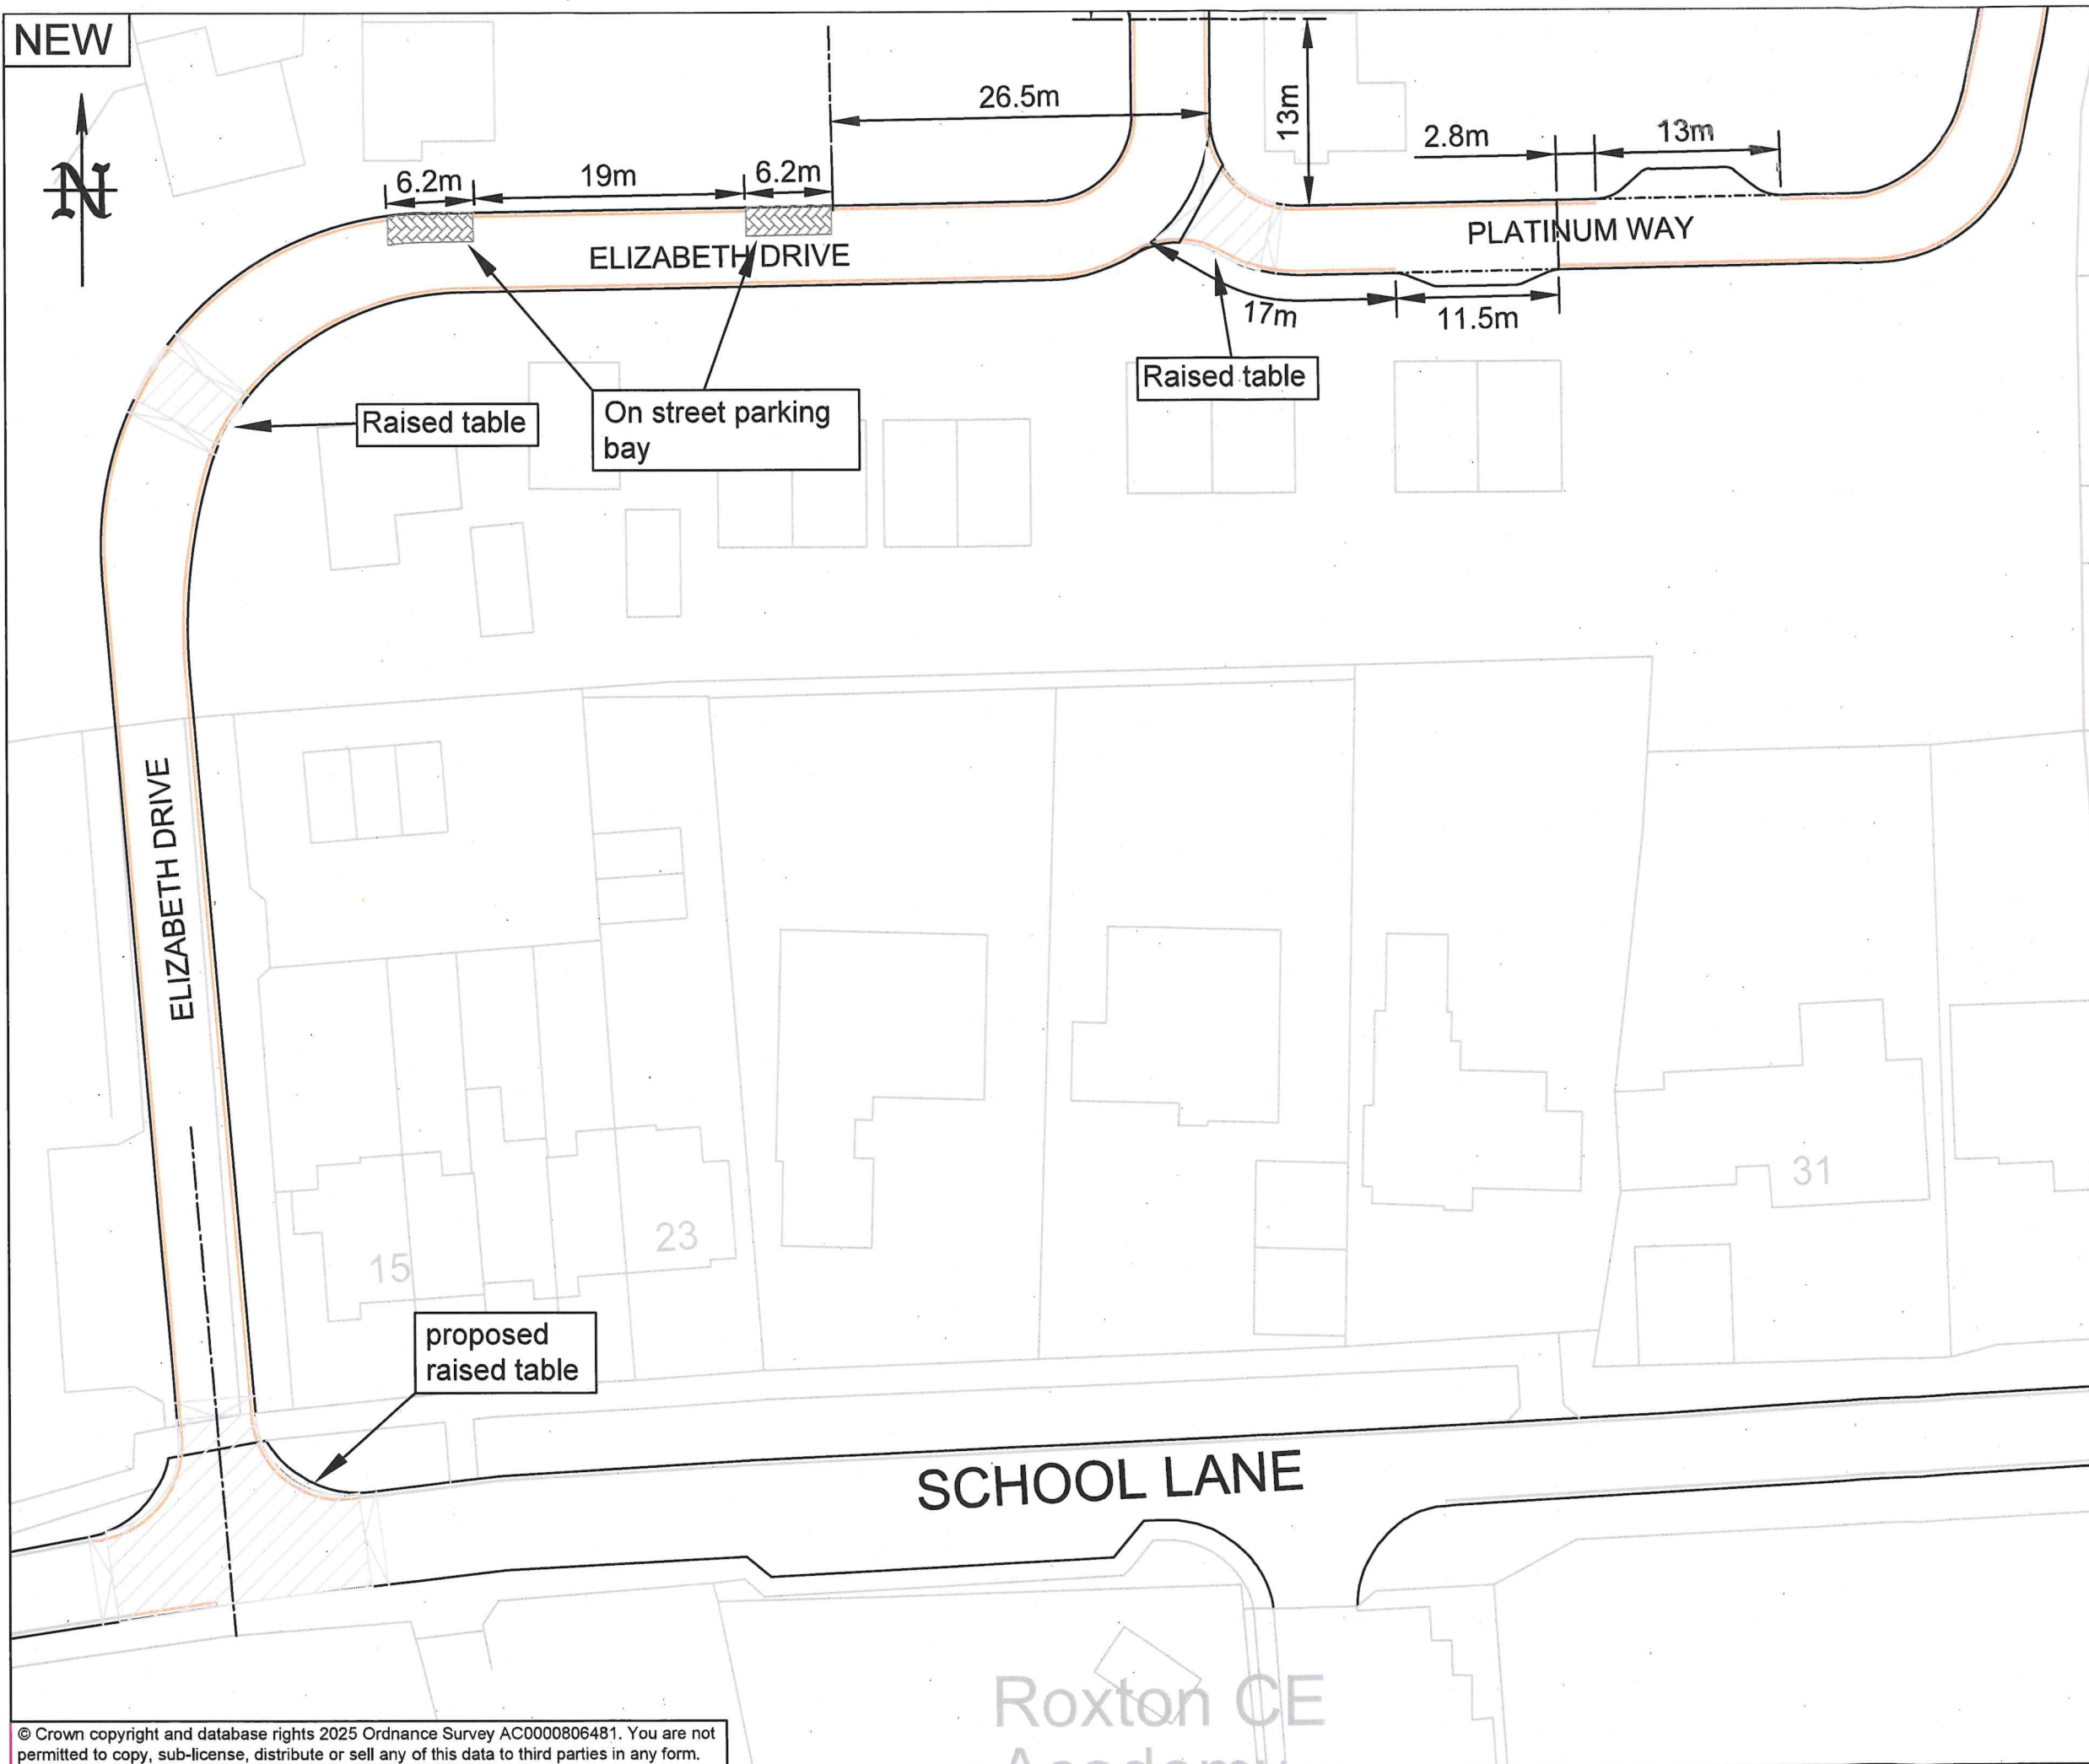 NEW
N
26.5m
13m
2.8m
13m
6.2m
19m
6.2m
ELIZABETH DRIVE
PLATINUM WAY
17m
11.5m
Raised table
Raised table
On street parking
bay
ELIZABETH DRIVE
31
23
15
proposed
raised table
SCHOOL LANE
Roxton CE
Academy
© Crown copyright and database rights 2025 Ordnance Survey AC0000806481. You are not
permitted to copy, sub-license, distribute or sell any of this data to third parties in any form.